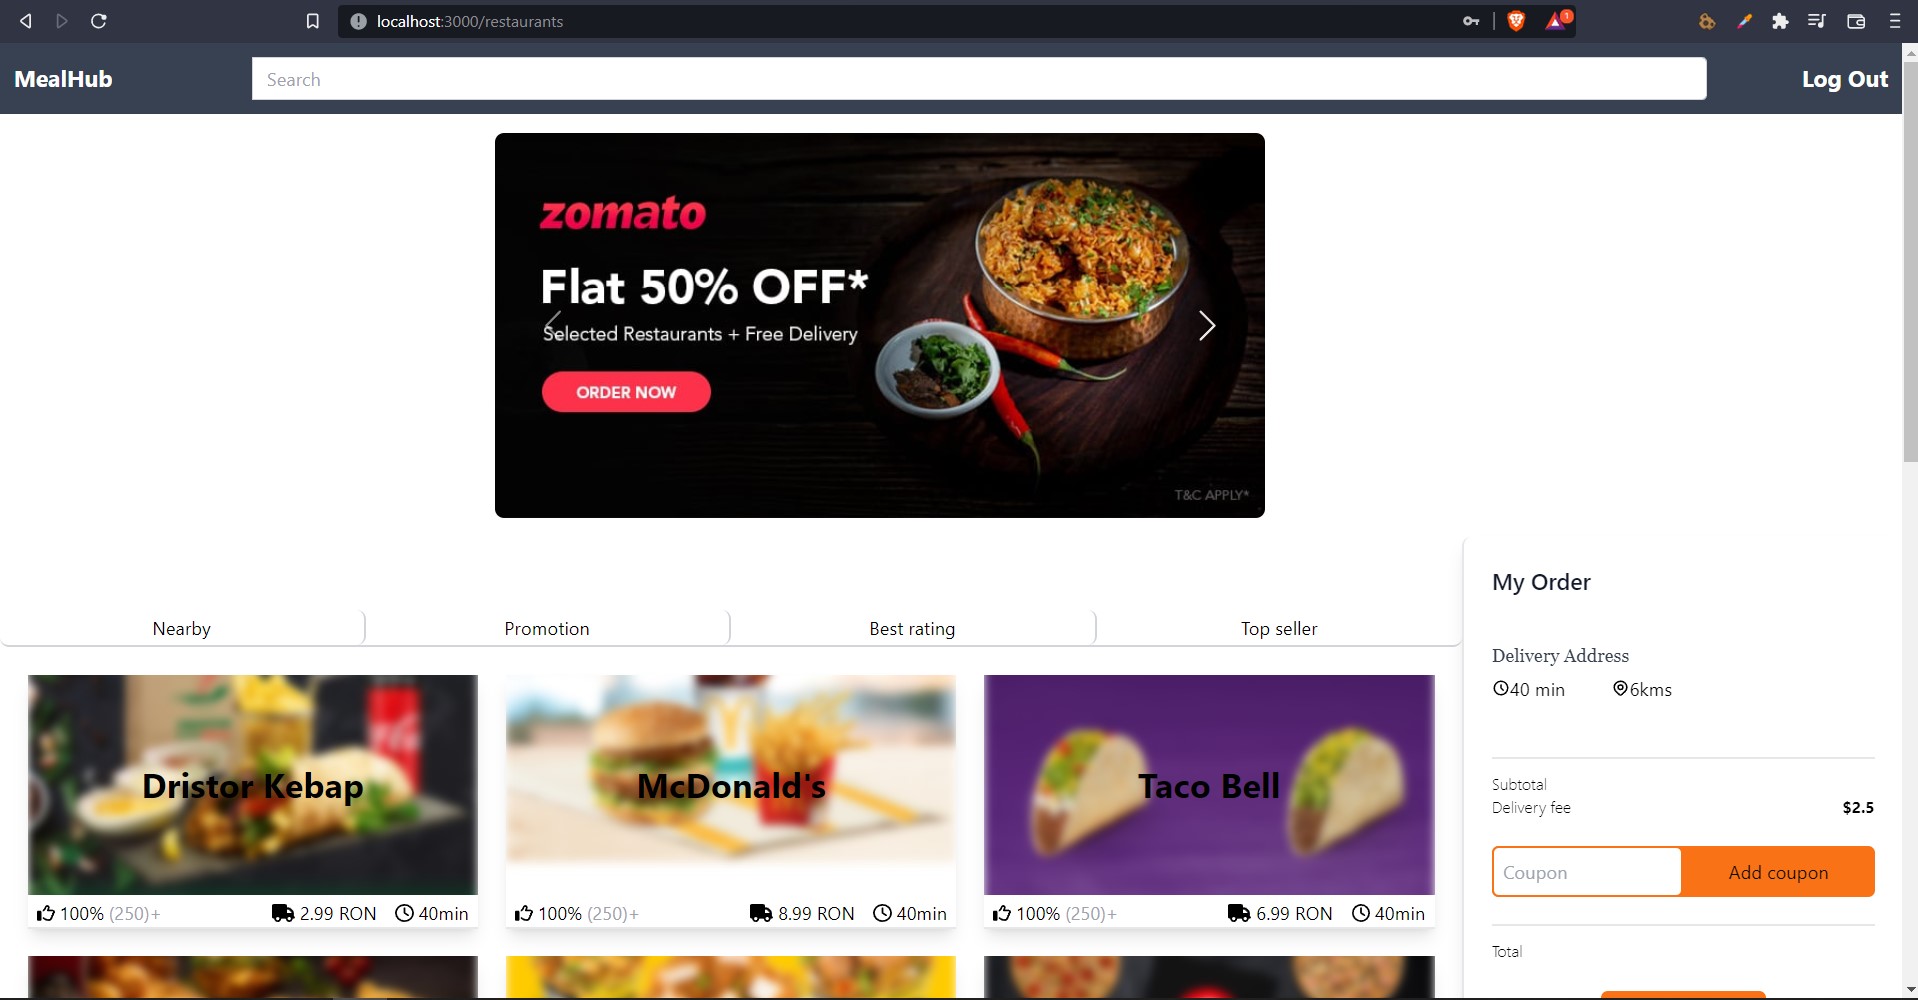 localhost:3000/restaurants
1
MealHub
Search
Log Out
zomato
Flat 50% OFF*
Selected Restaurants + Free Delivery
ORDER NOW
T&C APPLY*
Nearby
Promotion
Best rating
Top seller
Dristor Kebap
100% (250)+
2.99 RON
40min
McDonald's
100% (250)+
8.99 RON
40min
Taco Bell
100% (250)+
6.99 RON
40min
My Order
Delivery Address
40 min
6kms
Subtotal
Delivery fee
$2.5
Coupon
Add coupon
Total